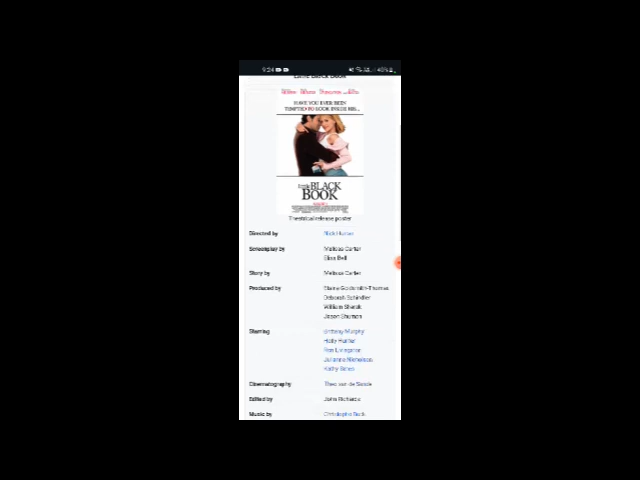 9:24
Little Black Book
HAVE YOU EVER BEEN
TEMPTED TO LOOK INSIDE HIS...
little BLACK
BOOK
Theatrical release poster
Directed by Nick Hurran
Screenplay by Melissa Carter
Elisa Bell
Story by Melissa Carter
Produced by Elaine Goldsmith-Thomas
Deborah Schindler
William Sherak
Jason Shuman
Starring Brittany Murphy
Holly Hunter
Ron Livingston
Julianne Nicholson
Kathy Bates
Cinematography Theo van de Sande
Edited by John Richards
Music by Christophe Beck